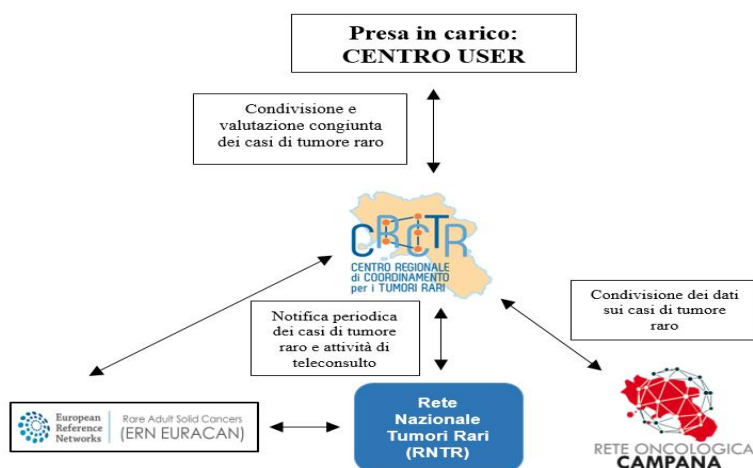 Presa in carico:
CENTRO USER
Condivisione e
valutazione congiunta
dei casi di tumore raro
CRCTR
CENTRO REGIONALE
di COORDINAMENTO
per i TUMORI RARI
Condivisione dei dati
sui casi di tumore
raro
Notifica periodica
dei casi di tumore
raro e attività di
teleconsulto
European
Reference
Networks
Rare Adult Solid Cancers
(ERN EURACAN)
Rete
Nazionale
Tumori Rari
(RNTR)
RETE ONCOLOGICA
CAMPANA